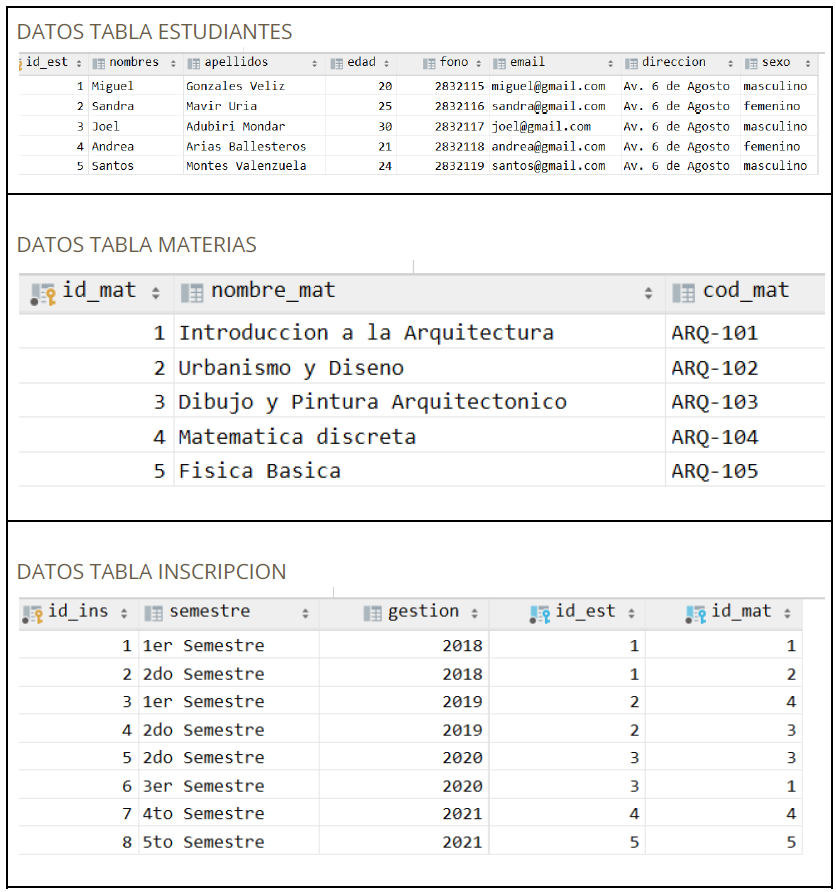 DATOS TABLA ESTUDIANTES
id_est nombres apellidos edad fono email direccion sexo
1 Miguel Gonzales Veliz 20 2832115 miguel@gmail.com Av. 6 de Agosto masculino
2 Sandra Mavir Uria 25 2832116 sandra@gmail.com Av. 6 de Agosto femenino
3 Joel Adubiri Mondar 30 2832117 joel@gmail.com Av. 6 de Agosto masculino
4 Andrea Arias Ballesteros 21 2832118 andrea@gmail.com Av. 6 de Agosto femenino
5 Santos Montes Valenzuela 24 2832119 santos@gmail.com Av. 6 de Agosto masculino
DATOS TABLA MATERIAS
id_mat nombre_mat cod_mat
1 Introduccion a la Arquitectura ARQ-101
2 Urbanismo y Diseno ARQ-102
3 Dibujo y Pintura Arquitectonico ARQ-103
4 Matematica discreta ARQ-104
5 Fisica Basica ARQ-105
DATOS TABLA INSCRIPCION
id_ins semestre gestion id_est id_mat
1 1er Semestre 2018 1 1
2 2do Semestre 2018 1 2
3 1er Semestre 2019 2 4
4 2do Semestre 2019 2 3
5 2do Semestre 2020 3 3
6 3er Semestre 2020 3 1
7 4to Semestre 2021 4 4
8 5to Semestre 2021 5 5